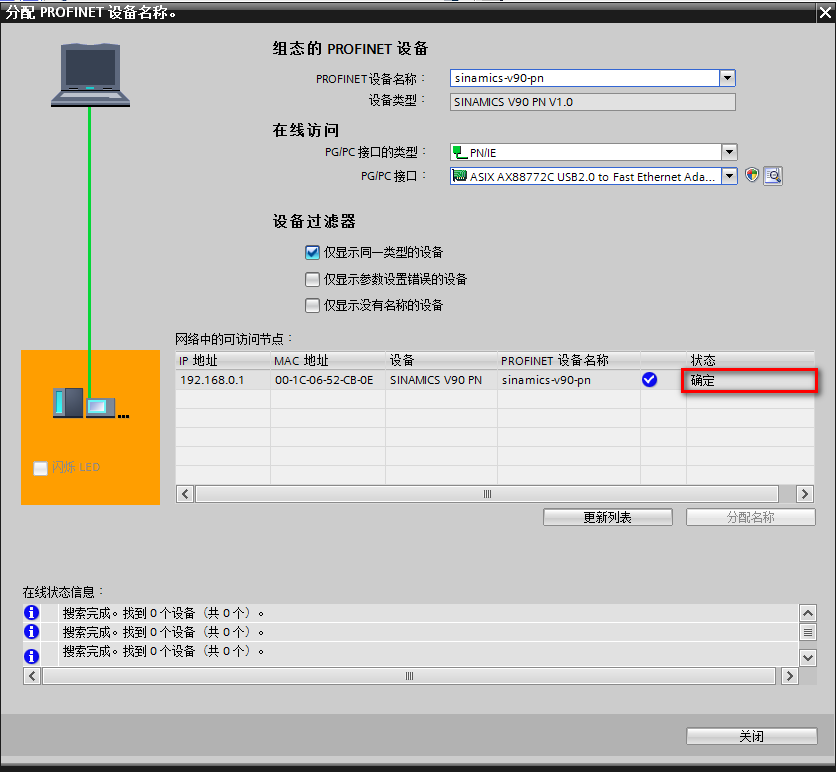 分配 PROFINET 设备名称。
组态的 PROFINET 设备
PROFINET 设备名称：
sinamics-v90-pn
设备类型：
SINAMICS V90 PN V1.0
在线访问
PG/PC 接口的类型：
PN/IE
PG/PC 接口：
ASIX AX88772C USB2.0 to Fast Ethernet Ada...
设备过滤器
仅显示同一类型的设备
仅显示参数设置错误的设备
仅显示没有名称的设备
网络中的可访问节点：
IP 地址 MAC 地址 设备 PROFINET 设备名称 状态
192.168.0.1 00-1C-06-52-CB-0E SINAMICS V90 PN sinamics-v90-pn 确定
闪烁 LED
更新列表 分配名称
在线状态信息：
搜索完成。找到 0 个设备（共 0 个）。
搜索完成。找到 0 个设备（共 0 个）。
搜索完成。找到 0 个设备（共 0 个）。
关闭